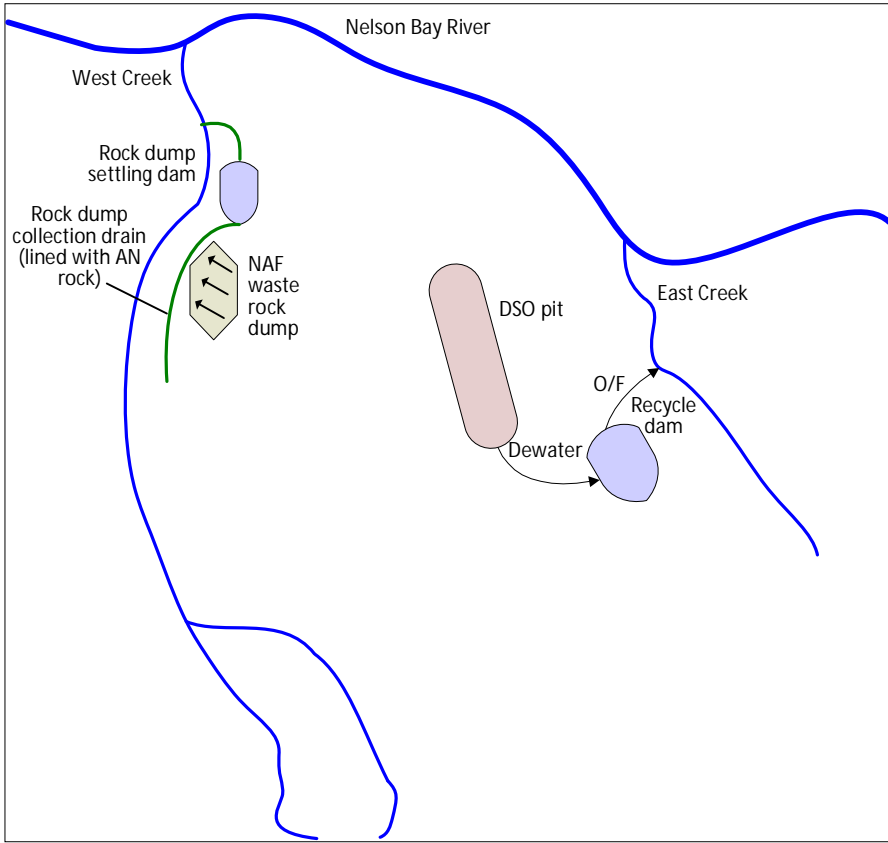 Nelson Bay River
West Creek
Rock dump
settling dam
Rock dump
collection drain
(lined with AN
rock)
NAF
waste
rock
dump
DSO pit
East Creek
O/F
Recycle
dam
Dewater